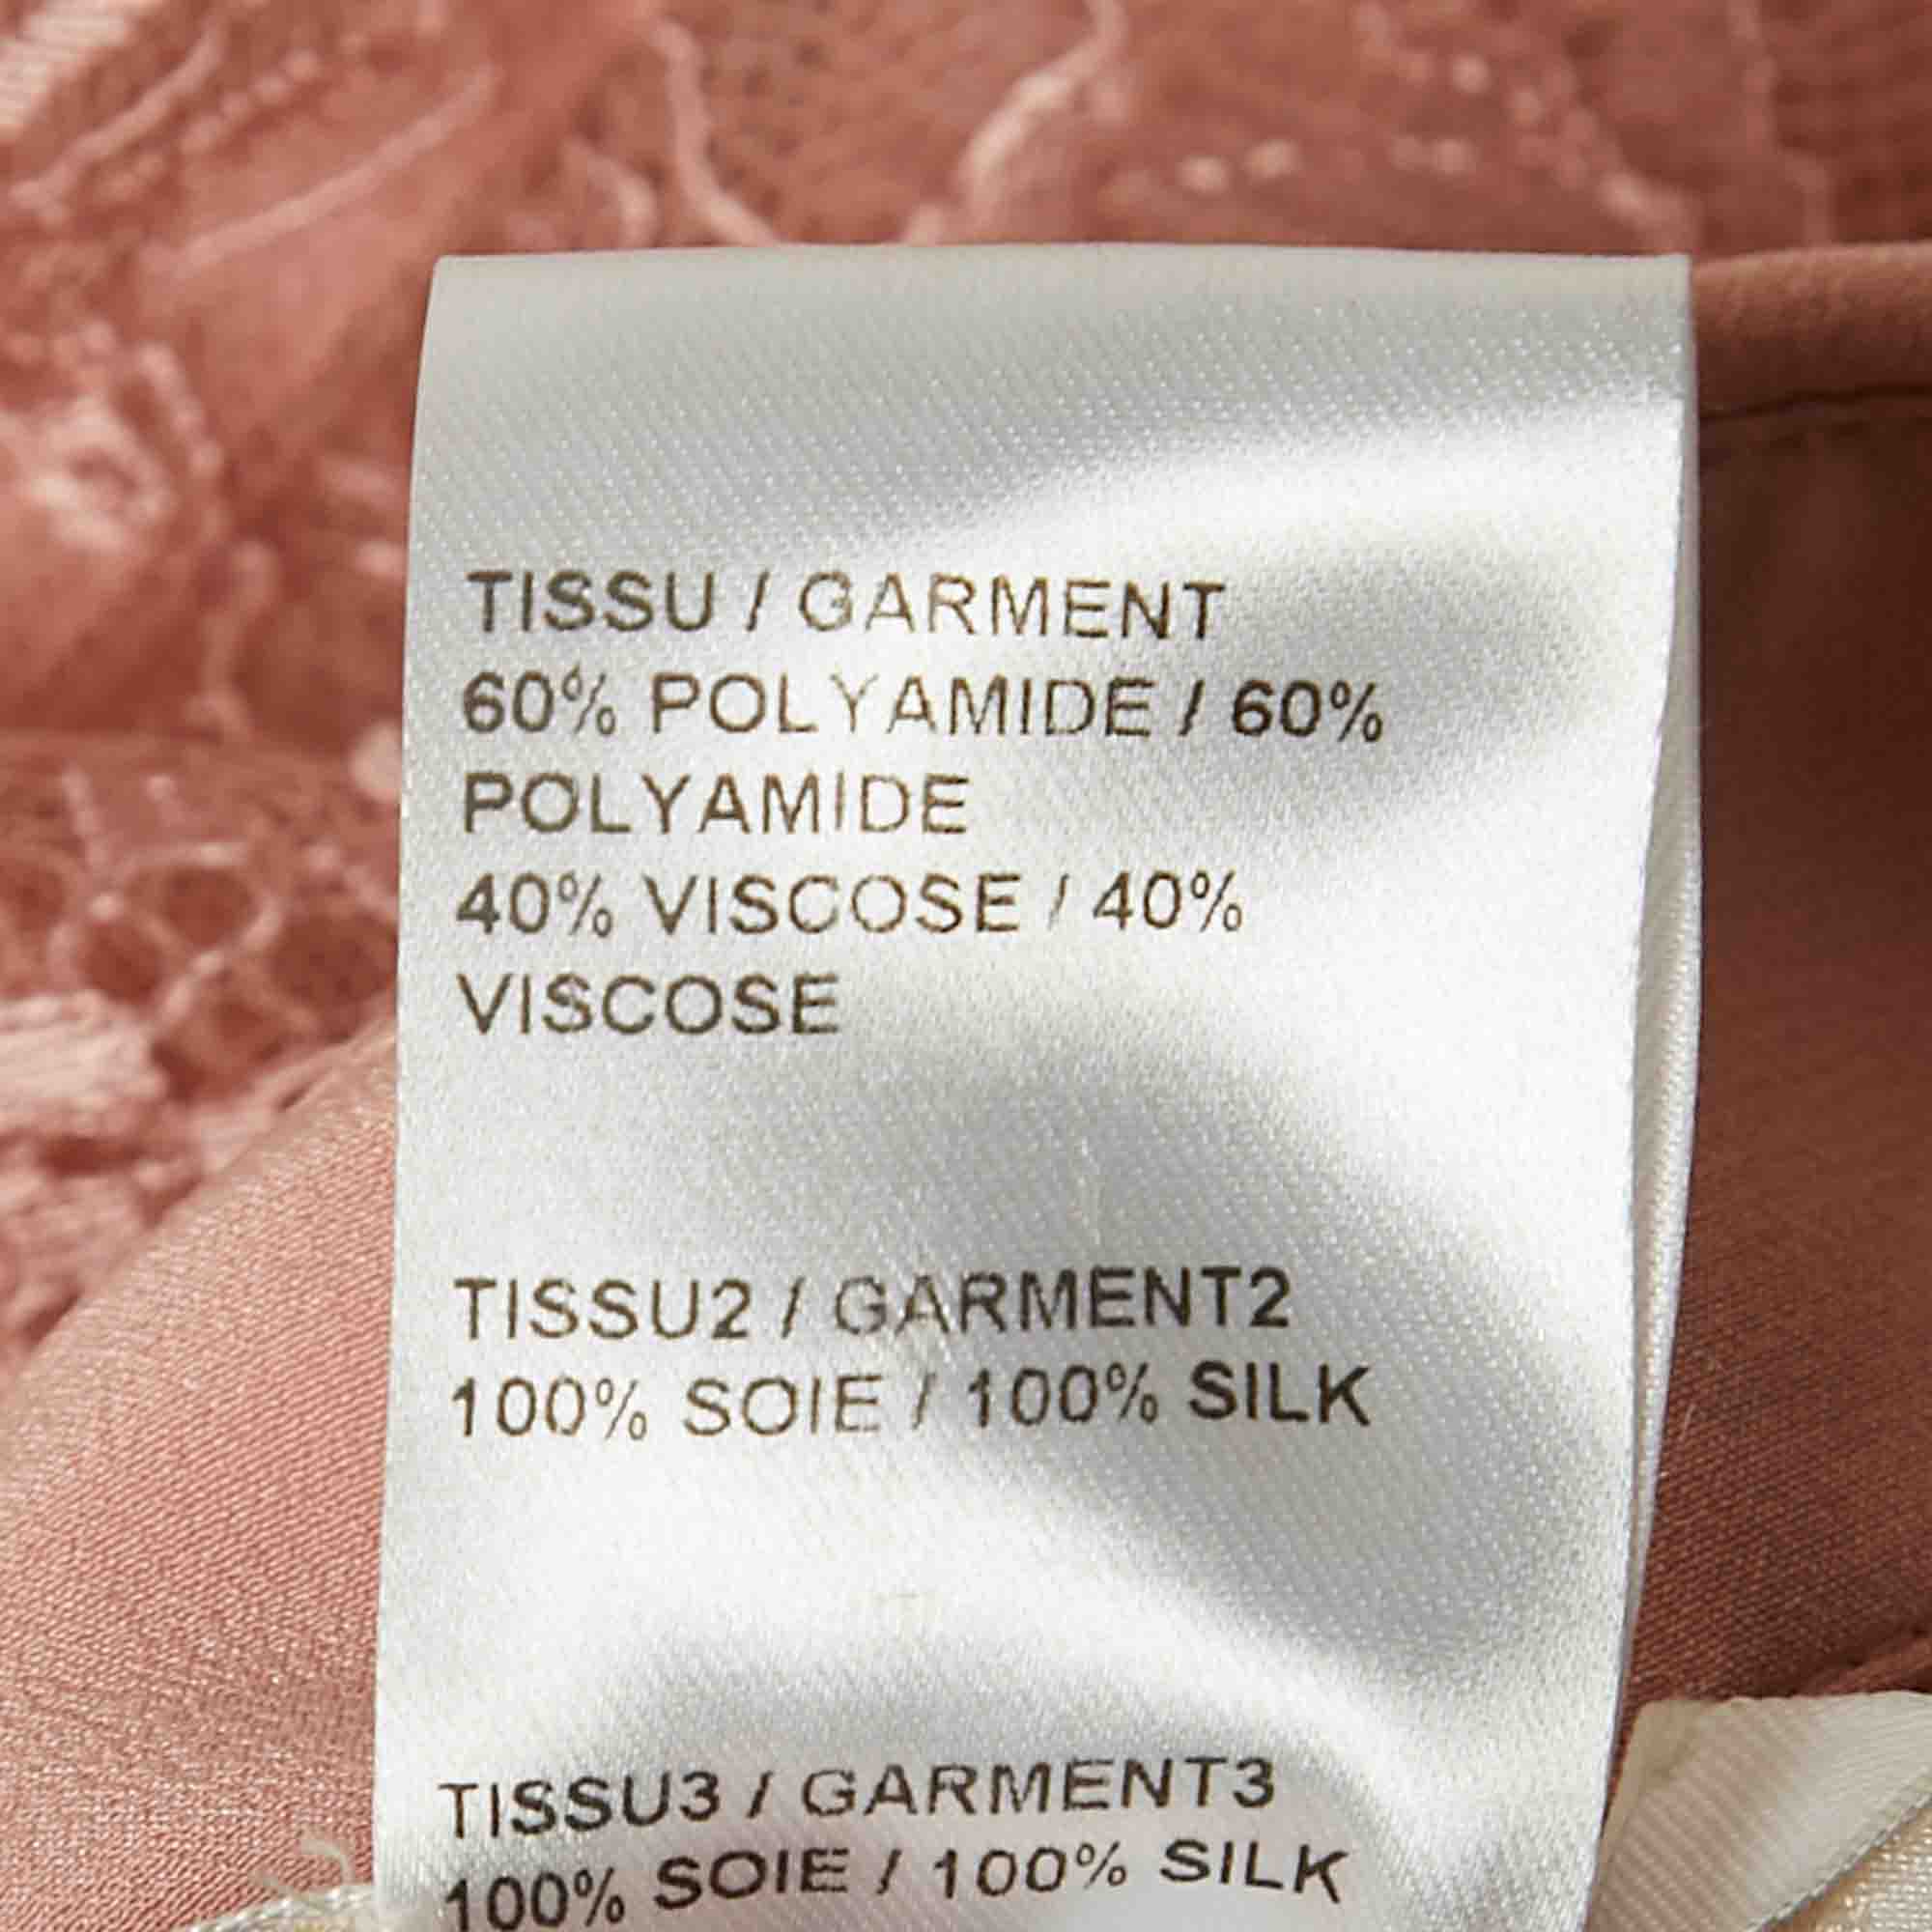 TISSU / GARMENT
60% POLYAMIDE / 60%
POLYAMIDE
40% VISCOSE / 40%
VISCOSE
TISSU2 / GARMENT2
100% SOIE / 100% SILK
TISSU3 / GARMENT3
100% SOIE / 100% SILK